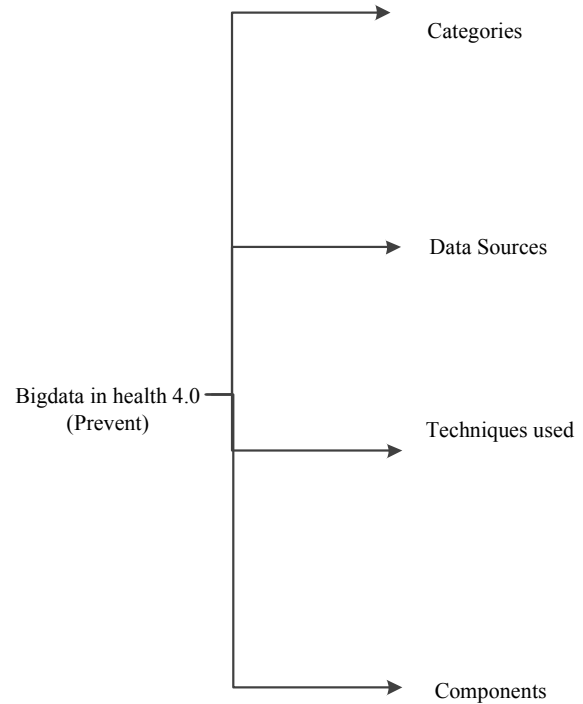 Categories
Data Sources
Bigdata in health 4.0
(Prevent)
Techniques used
Components